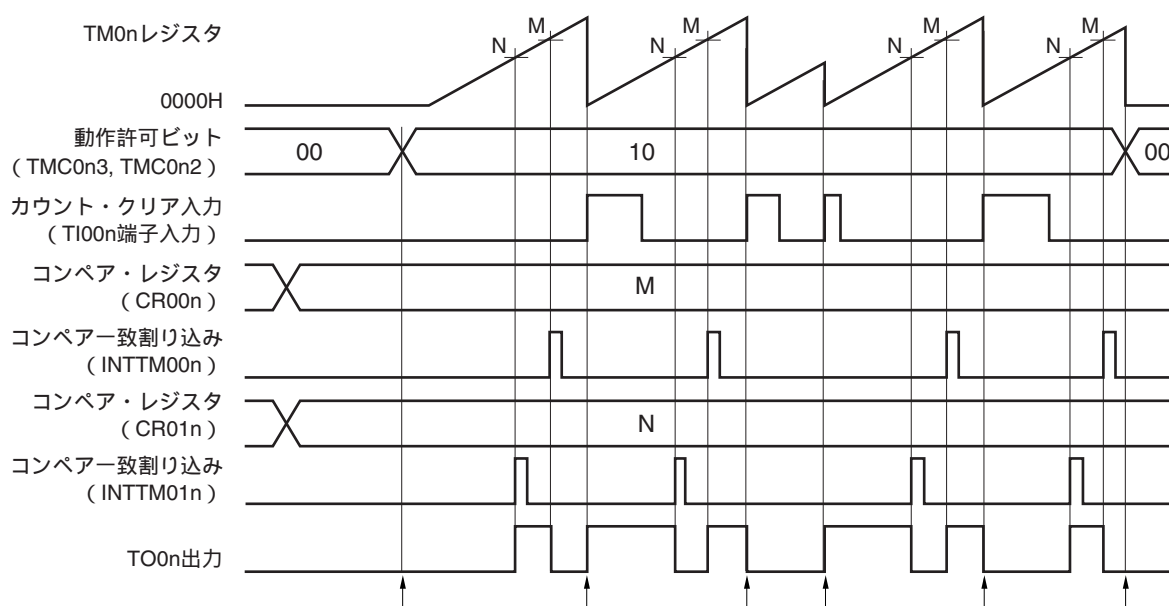 TM0nレジスタ
N M N M N M N M
0000H
動作許可ビット
（TMC0n3, TMC0n2）
00 10 00
カウント・クリア入力
（TI00n端子入力）
コンペア・レジスタ
（CR00n）
M
コンペア一致割り込み
（INTTM00n）
コンペア・レジスタ
（CR01n）
N
コンペア一致割り込み
（INTTM01n）
TO0n出力